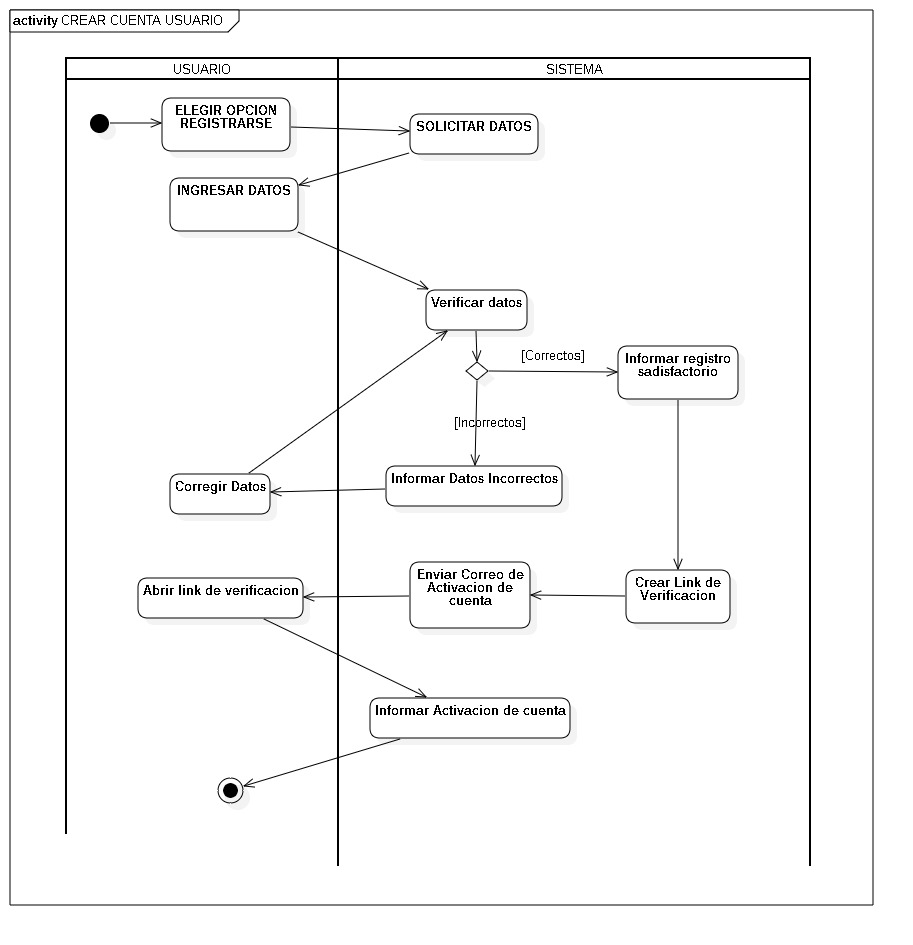 activity CREAR CUENTA USUARIO
USUARIO
SISTEMA
ELEGIR OPCION
REGISTRARSE
SOLICITAR DATOS
INGRESAR DATOS
Verificar datos
[Correctos]
Informar registro
sadisfactorio
[Incorrectos]
Informar Datos Incorrectos
Corregir Datos
Enviar Correo de
Activacion de
cuenta
Crear Link de
Verificacion
Abrir link de verificacion
Informar Activacion de cuenta